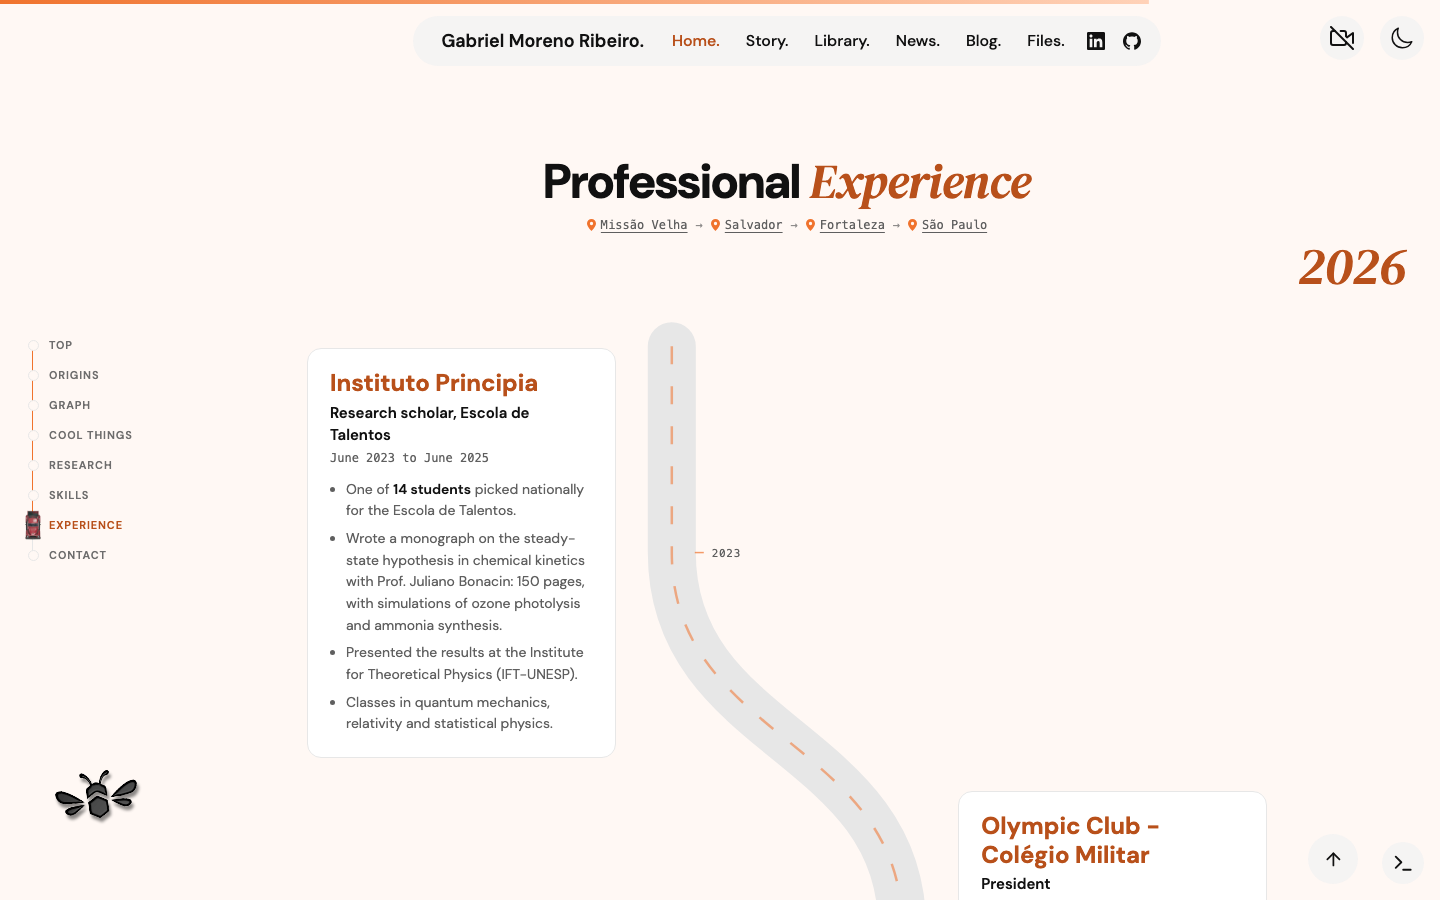 Gabriel Moreno Ribeiro. Home. Story. Library. News. Blog. Files.
Professional Experience
Missão Velha → Salvador → Fortaleza → São Paulo
2026
TOP
ORIGINS
GRAPH
COOL THINGS
RESEARCH
SKILLS
EXPERIENCE
CONTACT
Instituto Principia
Research scholar, Escola de
Talentos
June 2023 to June 2025
• One of 14 students picked nationally
for the Escola de Talentos.
• Wrote a monograph on the steady-
state hypothesis in chemical kinetics
with Prof. Juliano Bonacin: 150 pages,
with simulations of ozone photolysis
and ammonia synthesis.
• Presented the results at the Institute
for Theoretical Physics (IFT-UNESP).
• Classes in quantum mechanics,
relativity and statistical physics.
2023
Olympic Club -
Colégio Militar
President